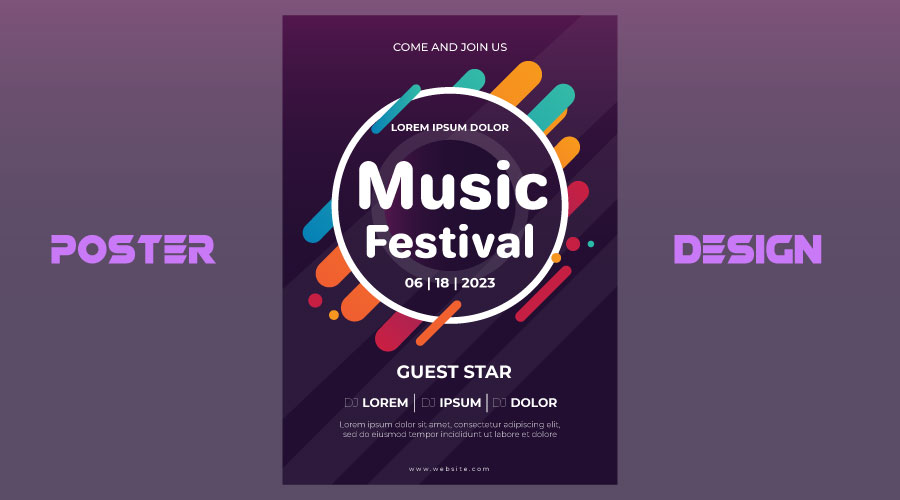 COME AND JOIN US
LOREM IPSUM DOLOR
Music
Festival
06 | 18 | 2023
POSTER
DESIGN
GUEST STAR
DJ LOREM | DJ IPSUM | DJ DOLOR
Lorem ipsum dolor sit amet, consectetur adipiscing elit,
sed do eiusmod tempor incididunt ut labore et dolore
www.website.com